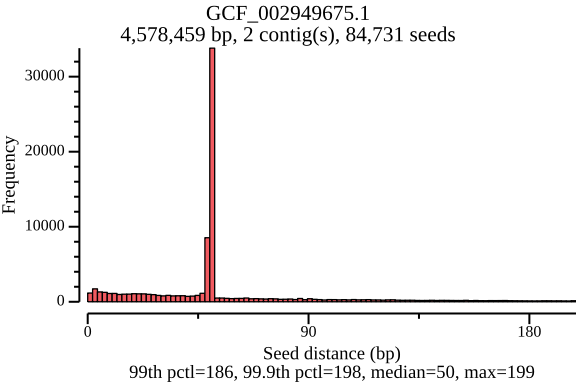 GCF_002949675.1
4,578,459 bp, 2 contig(s), 84,731 seeds
30000
20000
10000
0
Frequency
0 90 180
Seed distance (bp)
99th pctl=186, 99.9th pctl=198, median=50, max=199